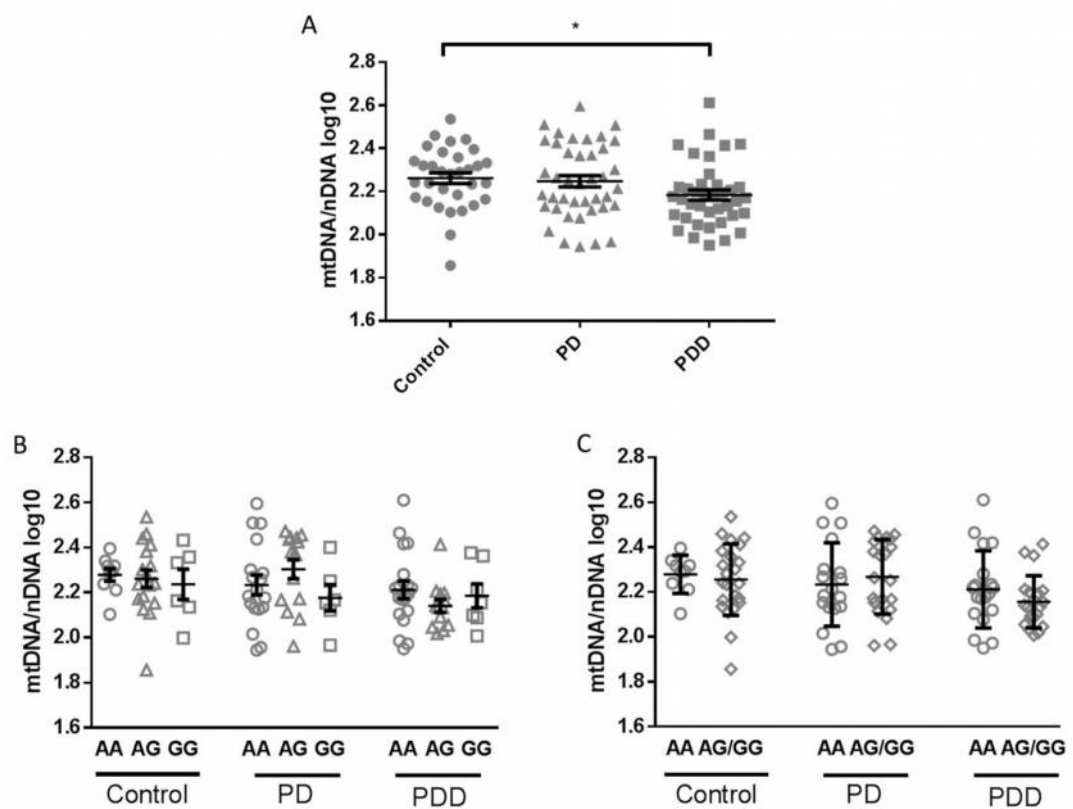 A
*
mtDNA/nDNA log10
2.8
2.6
2.4
2.2
2.0
1.8
1.6
Control
PD
PDD
B
mtDNA/nDNA log10
2.8
2.6
2.4
2.2
2.0
1.8
1.6
AA AG GG
AA AG GG
AA AG GG
Control
PD
PDD
C
mtDNA/nDNA log10
2.8
2.6
2.4
2.2
2.0
1.8
1.6
AA AG/GG
AA AG/GG
AA AG/GG
Control
PD
PDD